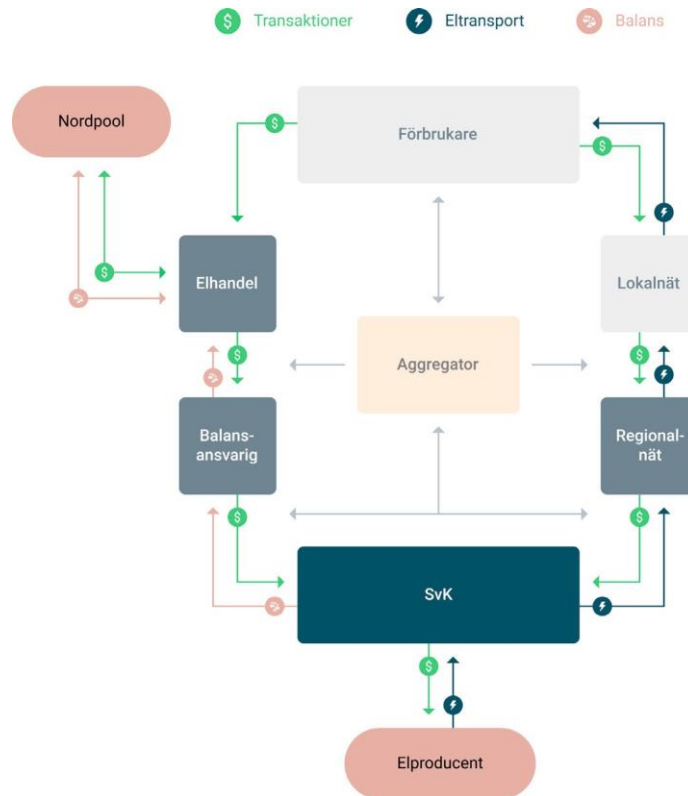 Transaktioner
Eltransport
Balans
Nordpool
Förbrukare
Elhandel
Lokalnät
Aggregator
Balans-
ansvarig
Regional-
nät
SvK
Elproducent